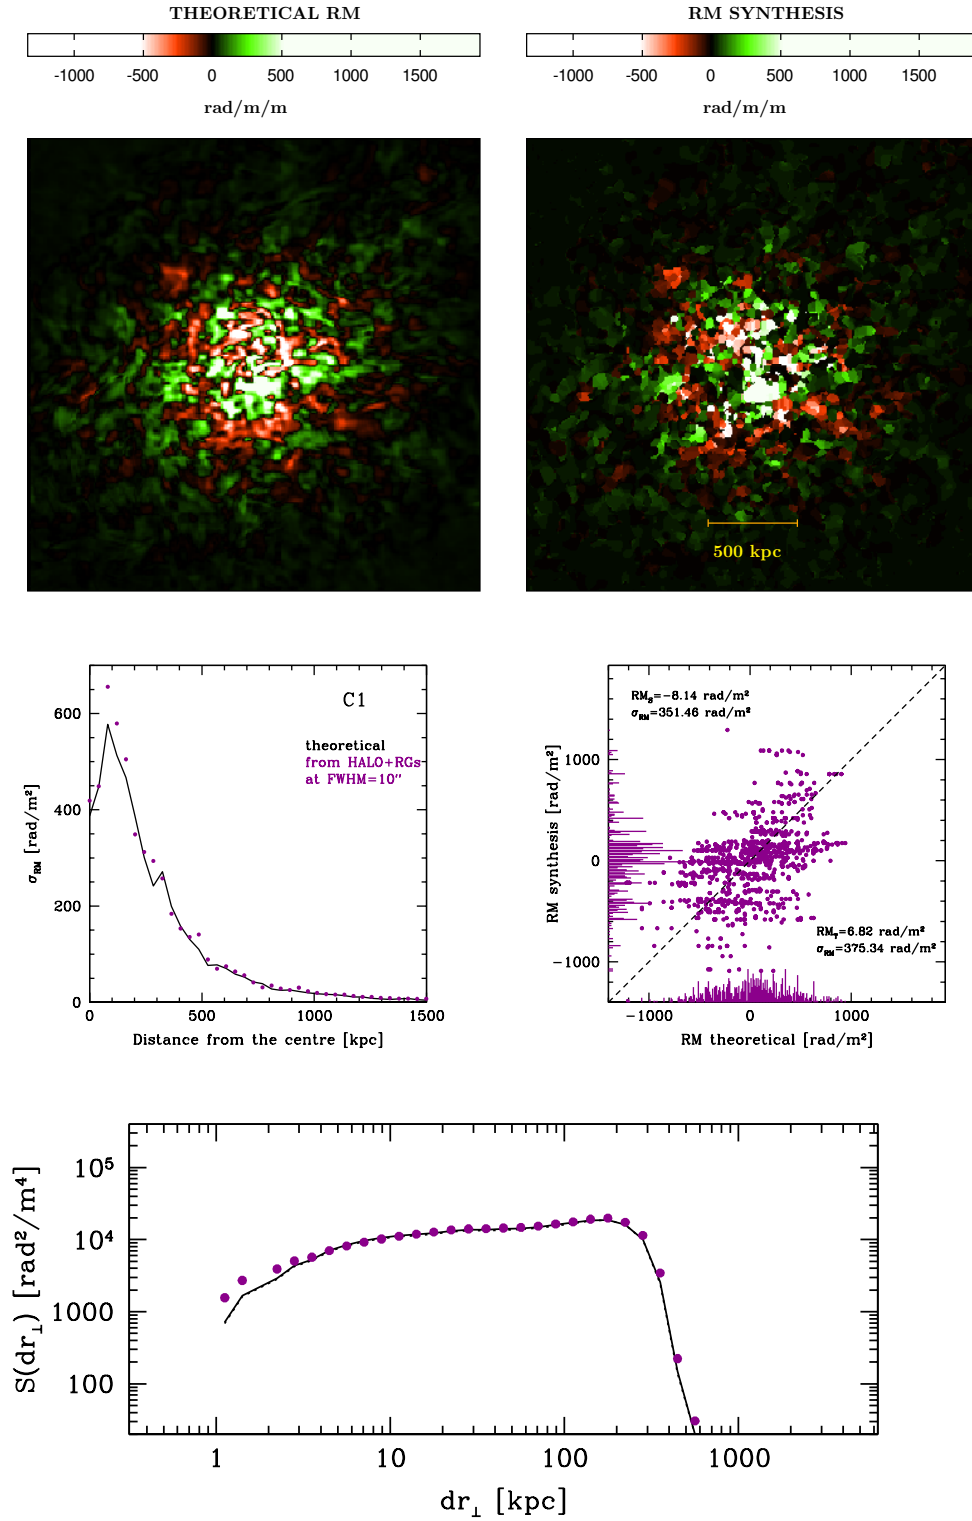 THEORETICAL RM
-1000 -500 0 500 1000 1500
rad/m/m
RM SYNTHESIS
-1000 -500 0 500 1000 1500
rad/m/m
500 kpc
C1
theoretical
from HALO+RGs
at FWHM=10"
σRM [rad/m²]
600
400
200
0
0 500 1000 1500
Distance from the centre [kpc]
RMS=-8.14 rad/m²
σRM=351.46 rad/m²
RM synthesis [rad/m²]
1000
0
-1000
RMT=6.82 rad/m²
σRM=375.34 rad/m²
-1000 0 1000
RM theoretical [rad/m²]
S(dr⊥) [rad²/m⁴]
10⁵
10⁴
1000
100
1 10 100 1000
dr⊥ [kpc]